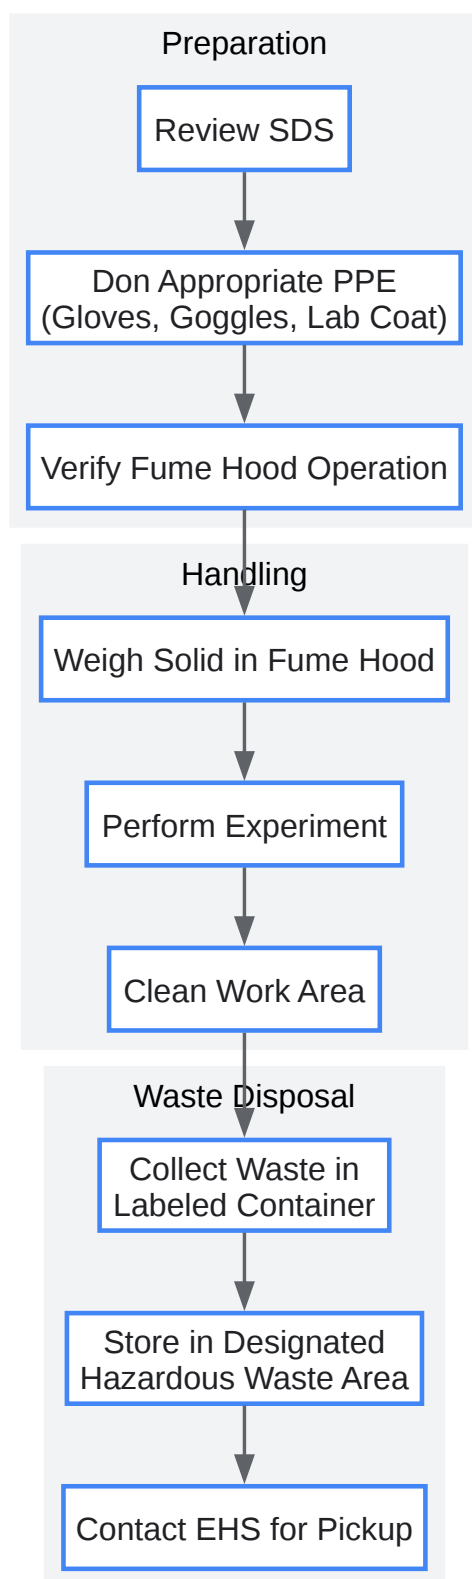 Preparation
Review SDS
Don Appropriate PPE
(Gloves, Goggles, Lab Coat)
Verify Fume Hood Operation
Handling
Weigh Solid in Fume Hood
Perform Experiment
Clean Work Area
Waste Disposal
Collect Waste in
Labeled Container
Store in Designated
Hazardous Waste Area
Contact EHS for Pickup